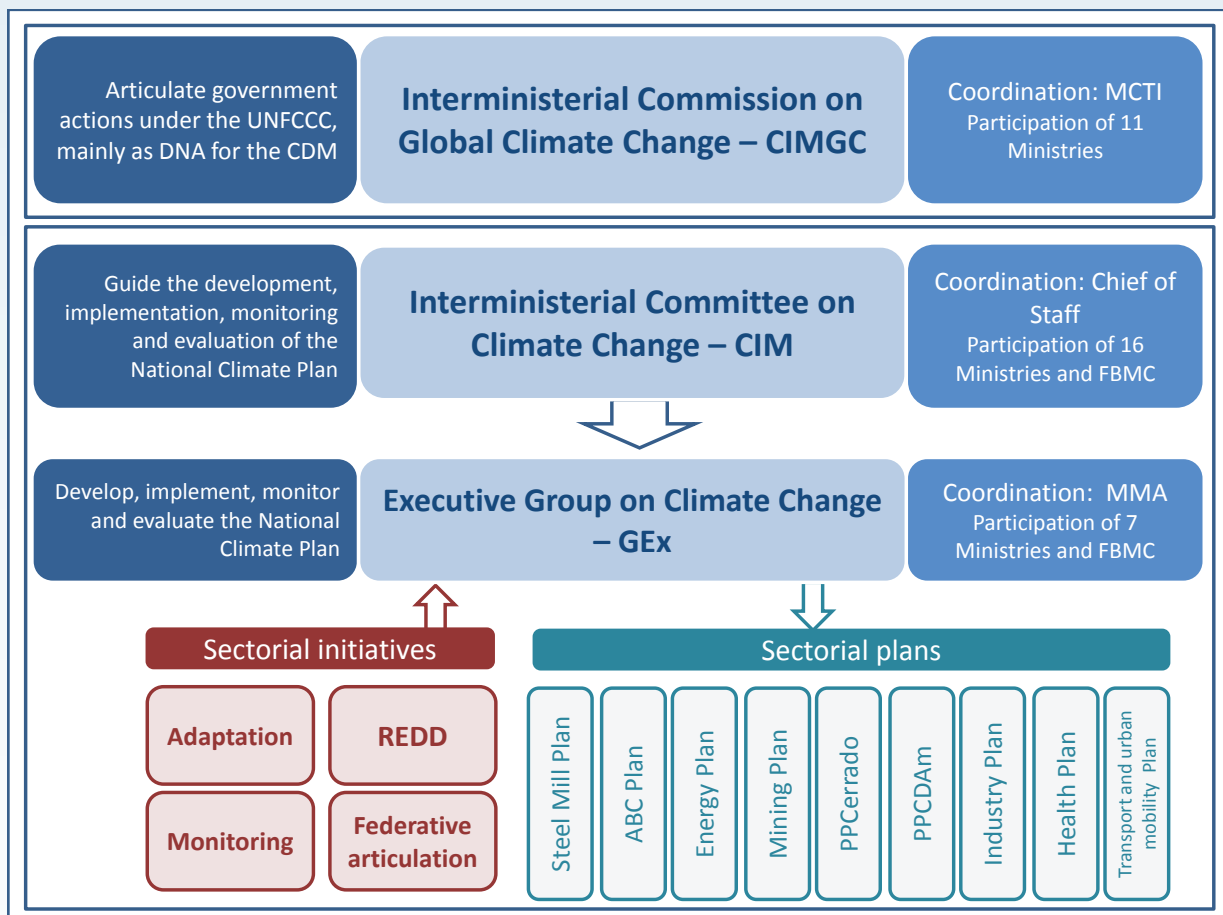 Articulate government
actions under the UNFCCC,
mainly as DNA for the CDM
Interministerial Commission on
Global Climate Change – CIMGC
Coordination: MCTI
Participation of 11
Ministries
Guide the development,
implementation, monitoring
and evaluation of the
National Climate Plan
Interministerial Committee on
Climate Change – CIM
Coordination: Chief of
Staff
Participation of 16
Ministries and FBMC
Develop, implement, monitor
and evaluate the National
Climate Plan
Executive Group on Climate Change
– GEx
Coordination: MMA
Participation of 7
Ministries and FBMC
Sectorial initiatives
Adaptation
REDD
Monitoring
Federative
articulation
Sectorial plans
Steel Mill Plan
ABC Plan
Energy Plan
Mining Plan
PPCerrado
PPCDAm
Industry Plan
Health Plan
Transport and urban
mobility Plan